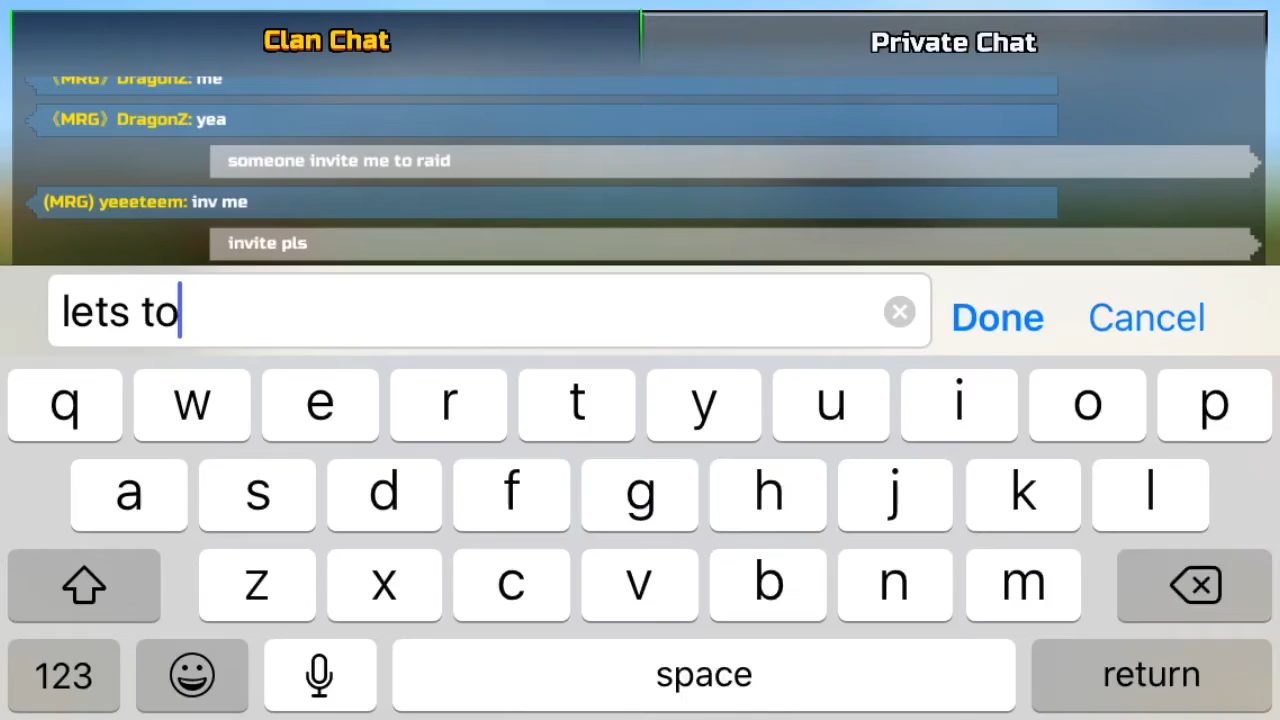 Clan Chat
Private Chat
《MRG》 DragonZ: me
《MRG》 DragonZ: yea
someone invite me to raid
(MRG) yeeeteem: inv me
invite pls
lets to
Done
Cancel
q w e r t y u i o p
a s d f g h j k l
z x c v b n m
123
space
return